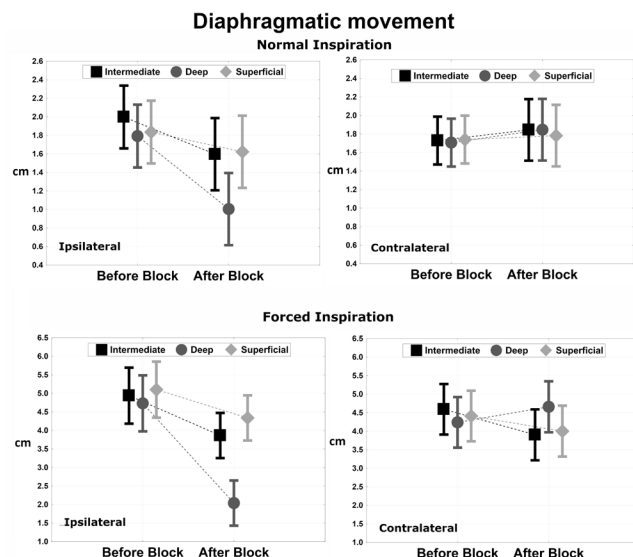 Diaphragmatic movement
Normal Inspiration
Intermediate Deep Superficial
2.6
2.4
2.2
2.0
1.8
1.6
1.4
1.2
1.0
0.8
0.6
0.4
cm
Ipsilateral
Before Block After Block
Intermediate Deep Superficial
2.6
2.4
2.2
2.0
1.8
1.6
1.4
1.2
1.0
0.8
0.6
0.4
Contralateral
Before Block After Block
Forced Inspiration
Intermediate Deep Superficial
6.5
6.0
5.5
5.0
4.5
4.0
3.5
3.0
2.5
2.0
1.5
1.0
cm
Ipsilateral
Before Block After Block
Intermediate Deep Superficial
6.5
6.0
5.5
5.0
4.5
4.0
3.5
3.0
2.5
2.0
1.5
1.0
cm
Contralateral
Before Block After Block